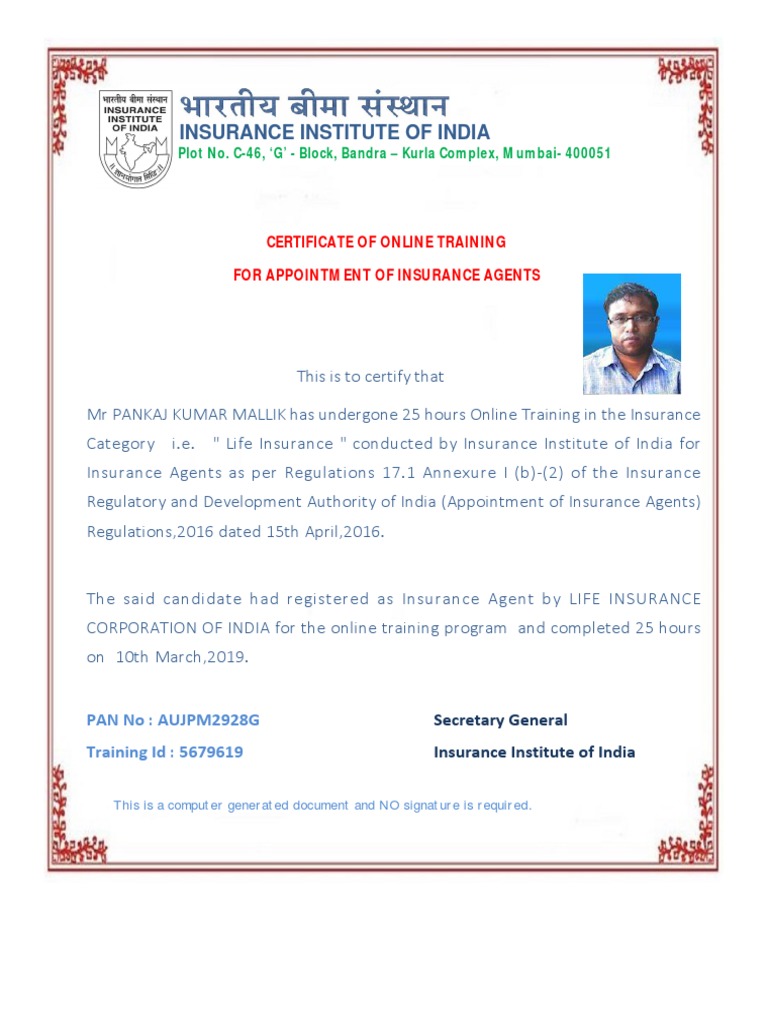 भारतीय बीमा संस्थान
INSURANCE
INSTITUTE
OF INDIA
|| ज्ञानमोगल मिति ||
भारतीय बीमा संस्थान
INSURANCE INSTITUTE OF INDIA
Plot No. C-46, ‘G’ - Block, Bandra – Kurla Complex, Mumbai- 400051
CERTIFICATE OF ONLINE TRAINING
FOR APPOINTMENT OF INSURANCE AGENTS
This is to certify that
Mr PANKAJ KUMAR MALLIK has undergone 25 hours Online Training in the Insurance
Category i.e. " Life Insurance " conducted by Insurance Institute of India for
Insurance Agents as per Regulations 17.1 Annexure I (b)-(2) of the Insurance
Regulatory and Development Authority of India (Appointment of Insurance Agents)
Regulations,2016 dated 15th April,2016.
The said candidate had registered as Insurance Agent by LIFE INSURANCE
CORPORATION OF INDIA for the online training program and completed 25 hours
on 10th March,2019.
PAN No : AUJPM2928G
Secretary General
Training Id : 5679619
Insurance Institute of India
This is a computer generated document and NO signature is required.